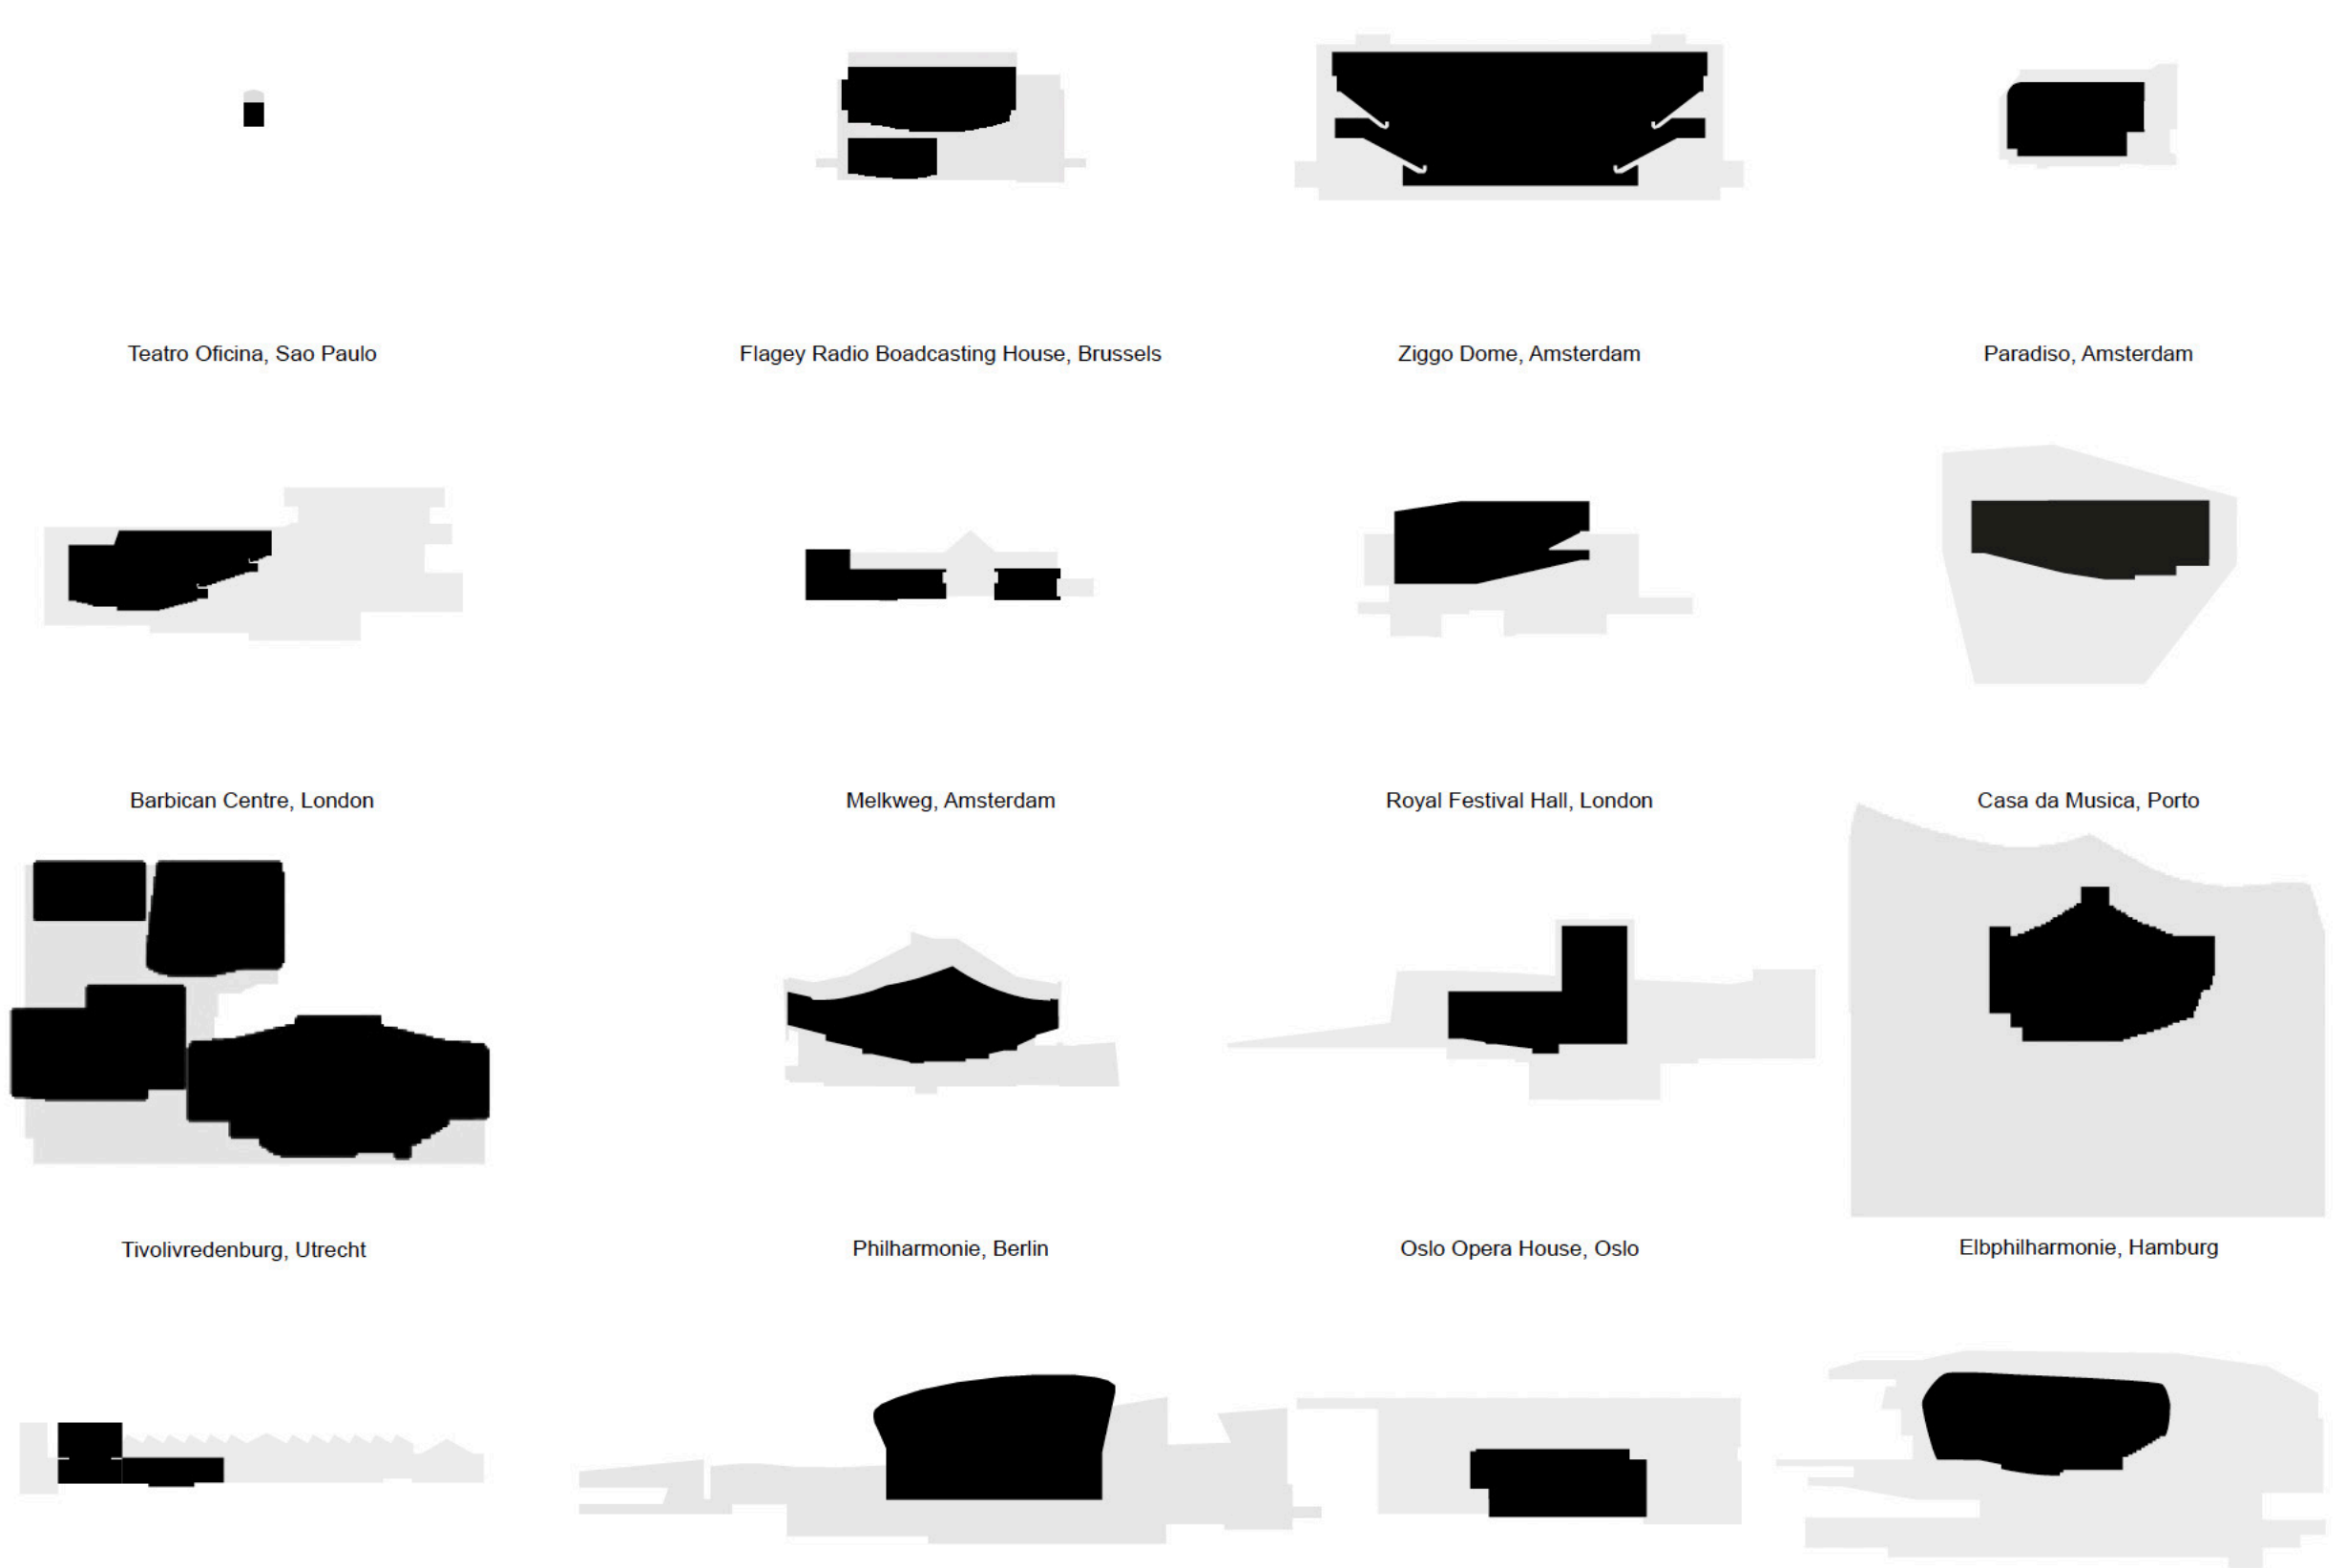 Teatro Oficina, Sao Paulo
Flagey Radio Boadcasting House, Brussels
Ziggo Dome, Amsterdam
Paradiso, Amsterdam
Barbican Centre, London
Melkweg, Amsterdam
Royal Festival Hall, London
Casa da Musica, Porto
Tivolivredenburg, Utrecht
Philharmonie, Berlin
Oslo Opera House, Oslo
Elbphilharmonie, Hamburg